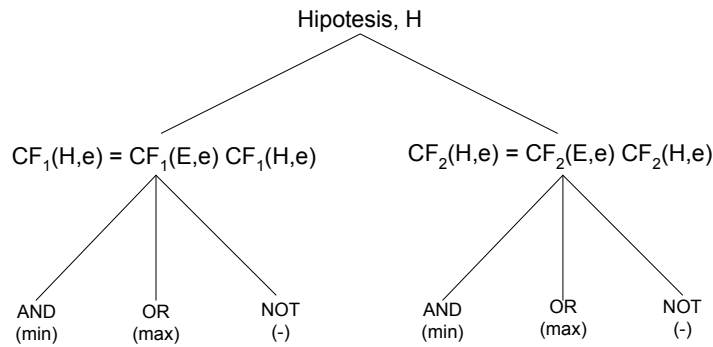 Hipotesis, H
CF₁(H,e) = CF₁(E,e) CF₁(H,e)
CF₂(H,e) = CF₂(E,e) CF₂(H,e)
AND
(min)
OR
(max)
NOT
(-)
AND
(min)
OR
(max)
NOT
(-)